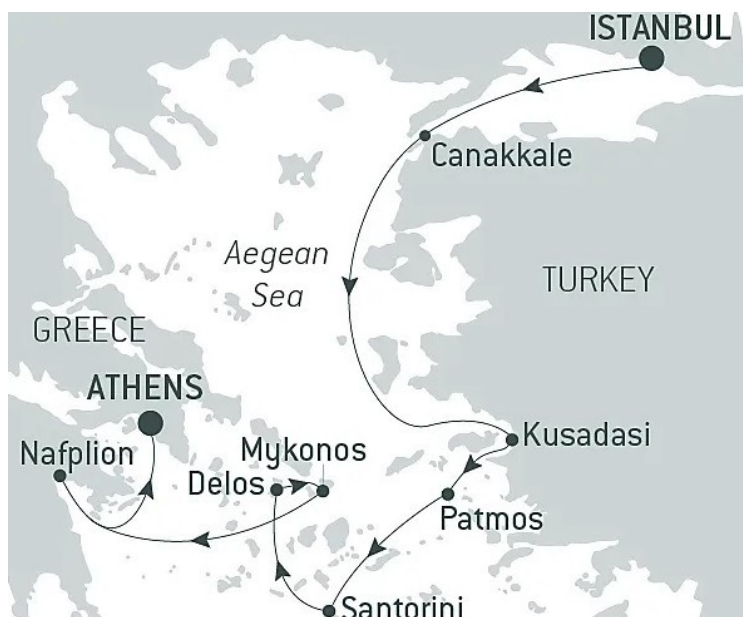 ISTANBUL
Canakkale
Aegean
Sea
TURKEY
GREECE
ATHENS
Kusadasi
Nafplion
Mykonos
Delos
Patmos
Santorini